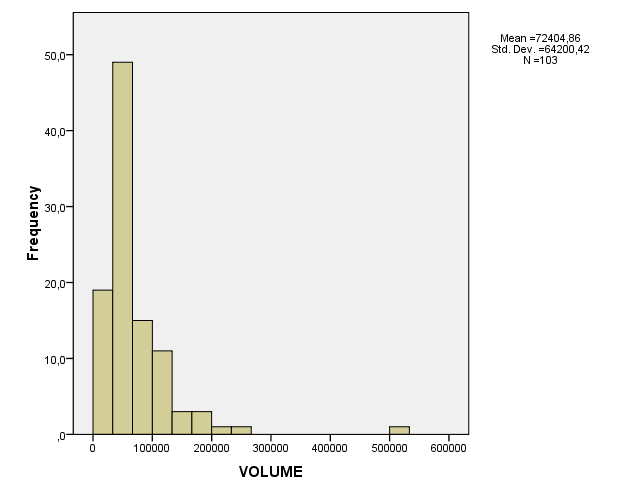 Mean =72404,86
Std. Dev. =64200,42
N =103
Frequency
50,0
40,0
30,0
20,0
10,0
,0
0 100000 200000 300000 400000 500000 600000
VOLUME